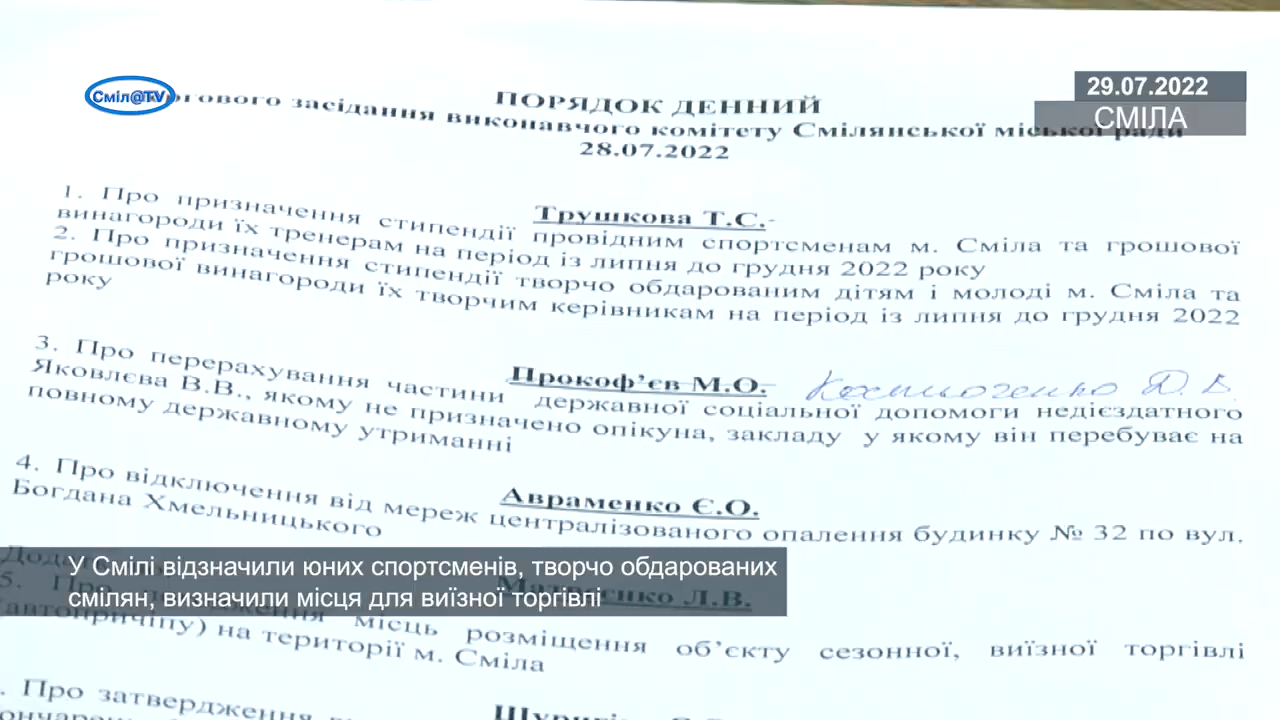 Сміл@TV
29.07.2022
СМІЛА
ПОРЯДОК ДЕННИЙ
засідання виконавчого комітету Смілянської міської ради
28.07.2022
Трушкова Т.С.
1. Про призначення стипендії провідним спортсменам м. Сміла та грошової
винагороди їх тренерам на період із липня до грудня 2022 року
2. Про призначення стипендії творчо обдарованим дітям і молоді м. Сміла та
грошової винагороди їх творчим керівникам на період із липня до грудня 2022
року
Прокоф’єв М.О.
3. Про перерахування частини державної соціальної допомоги недієздатного
Яковлєва В.В., якому не призначено опікуна, закладу у якому він перебуває на
повному державному утриманні
Авраменко Є.О.
4. Про відключення від мереж централізованого опалення будинку № 32 по вул.
Богдана Хмельницького
У Смілі відзначили юних спортсменів, творчо обдарованих
смілян, визначили місця для виїзної торгівлі
Л.В.
5. місць розміщення об’єкту сезонної, виїзної торгівлі
(автопричіпу) на території м. Сміла
Про затвердження